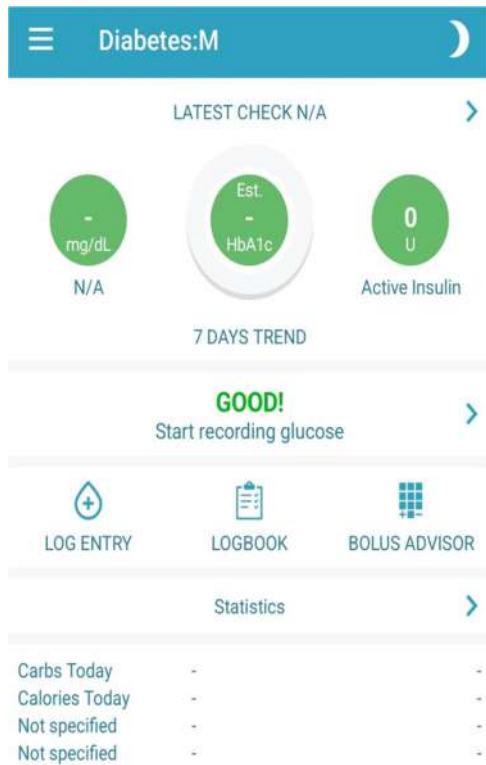 Diabetes:M
LATEST CHECK N/A
-
mg/dL
N/A
Est.
-
HbA1c
0
U
Active Insulin
7 DAYS TREND
GOOD!
Start recording glucose
LOG ENTRY
LOGBOOK
BOLUS ADVISOR
Statistics
Carbs Today - -
Calories Today - -
Not specified - -
Not specified - -